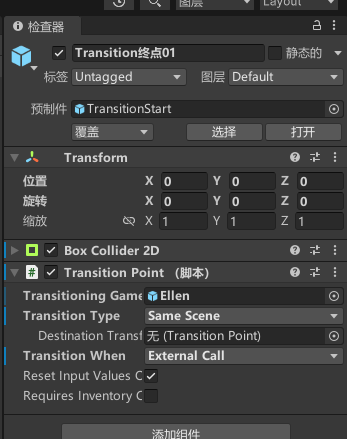 图层
Layout
检查器
Transition终点01 静态的
标签 Untagged 图层 Default
预制件 TransitionStart
覆盖 选择 打开
Transform
位置 X 0 Y 0 Z 0
旋转 X 0 Y 0 Z 0
缩放 X 1 Y 1 Z 1
Box Collider 2D
# Transition Point （脚本）
Transitioning Game Ellen
Transition Type Same Scene
Destination Transf 无 (Transition Point)
Transition When External Call
Reset Input Values C
Requires Inventory C
添加组件